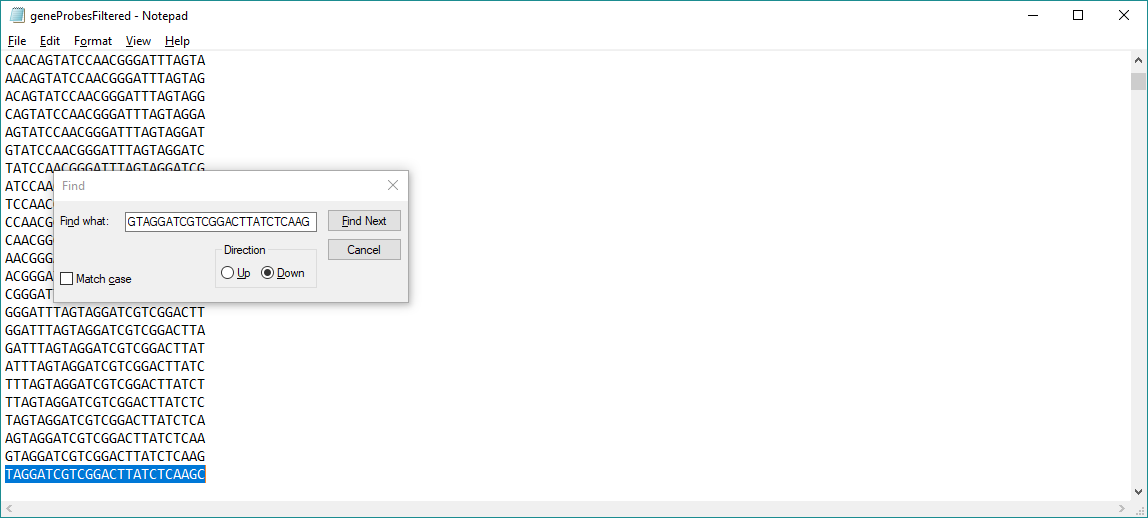 geneProbesFiltered - Notepad
File Edit Format View Help
CAACAGTATCCAACGGGATTTAGTA
AACAGTATCCAACGGGATTTAGTAG
ACAGTATCCAACGGGATTTAGTAGG
CAGTATCCAACGGGATTTAGTAGGA
AGTATCCAACGGGATTTAGTAGGAT
GTATCCAACGGGATTTAGTAGGATC
TATCCAACGGGATTTAGTAGGATCG
ATCCAA
TCCAAC
CCAACG
CAACGG
AACGGG
ACGGGA
CGGGAT
Find
Find what: GTAGGATCGTCGGACTTATCTCAAG Find Next
Cancel
Direction
Up Down
Match case
GGGATTTAGTAGGATCGTCGGACTT
GGATTTAGTAGGATCGTCGGACTTA
GATTTAGTAGGATCGTCGGACTTAT
ATTTAGTAGGATCGTCGGACTTATC
TTTAGTAGGATCGTCGGACTTATCT
TTAGTAGGATCGTCGGACTTATCTC
TAGTAGGATCGTCGGACTTATCTCA
AGTAGGATCGTCGGACTTATCTCAA
GTAGGATCGTCGGACTTATCTCAAG
TAGGATCGTCGGACTTATCTCAAGC